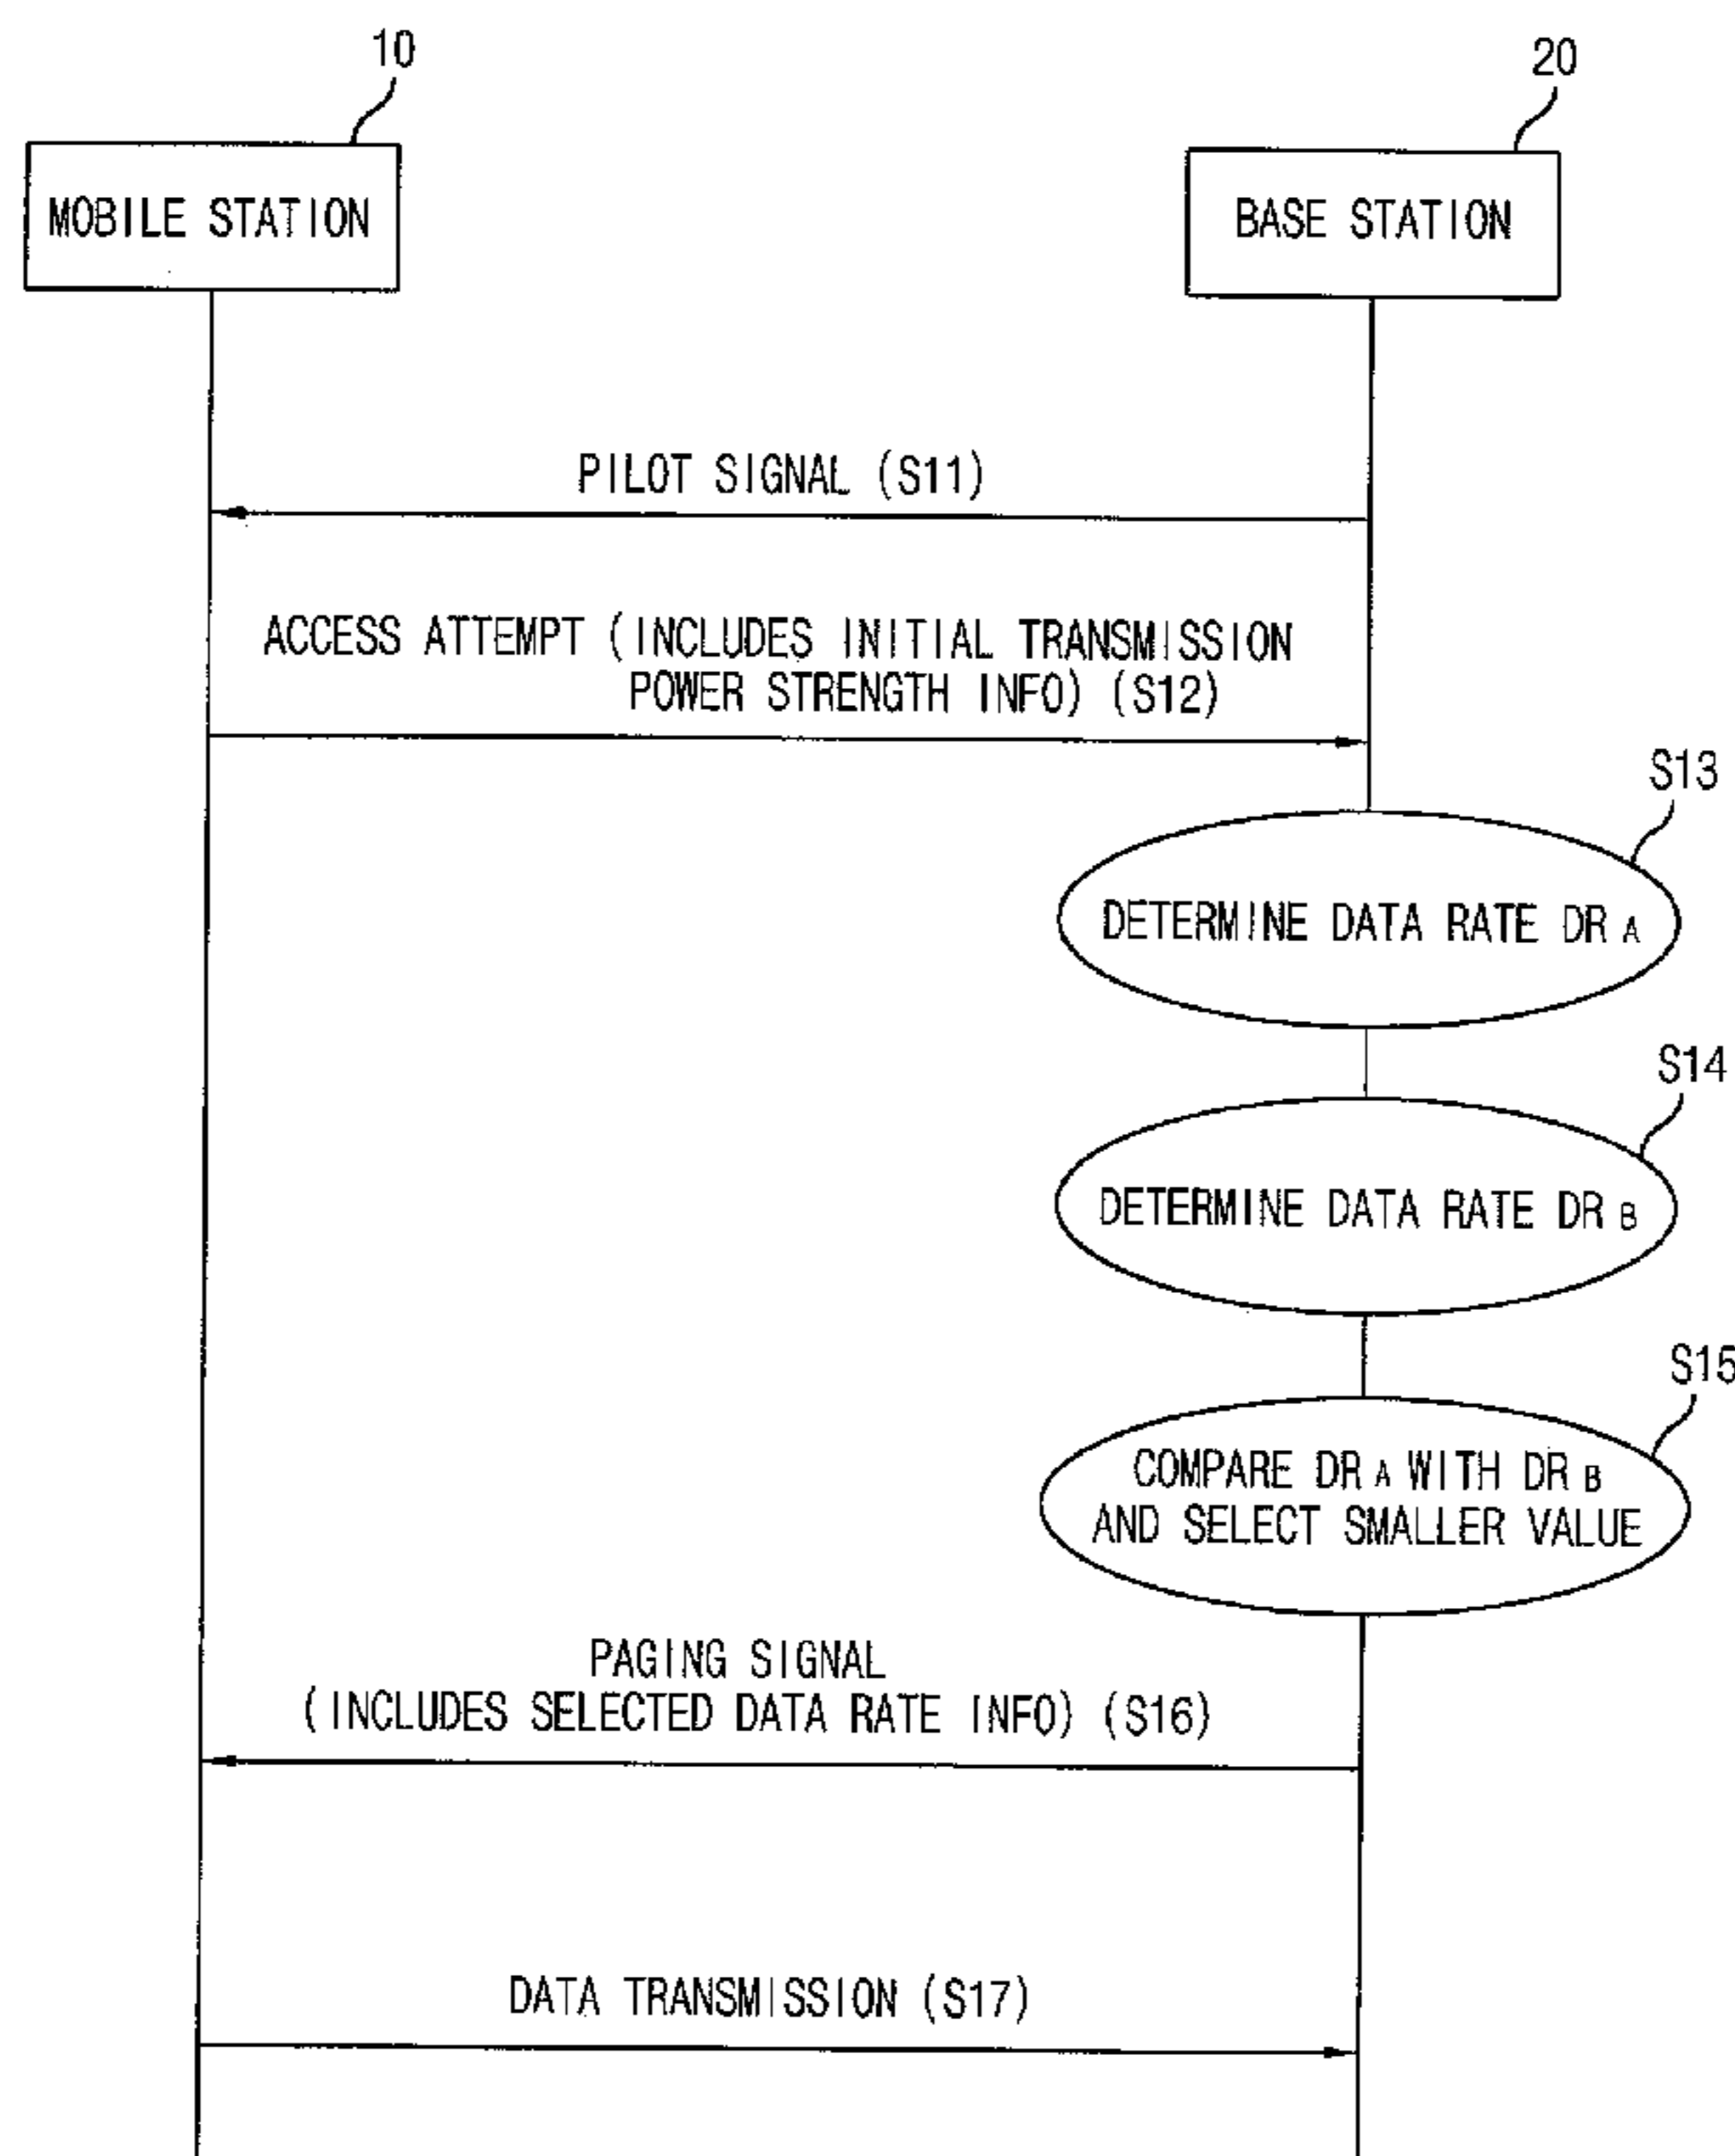 10
20
MOBILE STATION
BASE STATION
PILOT SIGNAL (S11)
ACCESS ATTEMPT (INCLUDES INITIAL TRANSMISSION
POWER STRENGTH INFO) (S12)
S13
DETERMINE DATA RATE DR A
S14
DETERMINE DATA RATE DR B
S15
COMPARE DR A WITH DR B
AND SELECT SMALLER VALUE
PAGING SIGNAL
(INCLUDES SELECTED DATA RATE INFO) (S16)
DATA TRANSMISSION (S17)